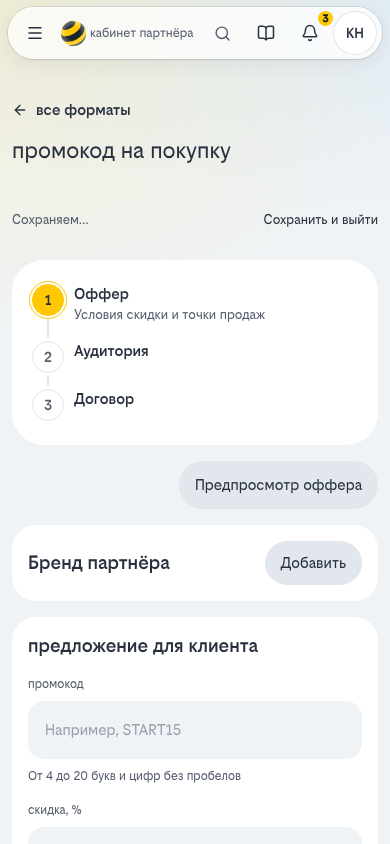 кабинет партнёра
3
КН
все форматы
промокод на покупку
Сохраняем...
Сохранить и выйти
1
Оффер
Условия скидки и точки продаж
2
Аудитория
3
Договор
Предпросмотр оффера
Бренд партнёра
Добавить
предложение для клиента
промокод
Например, START15
От 4 до 20 букв и цифр без пробелов
скидка, %